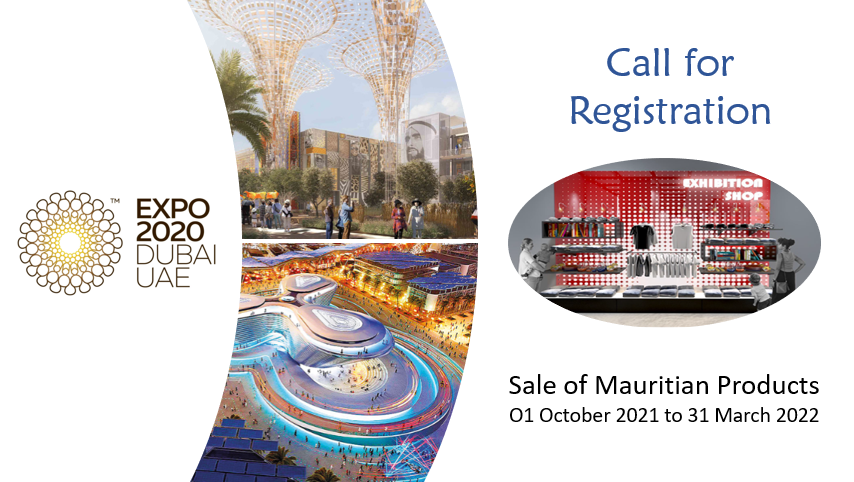 EXPO
2020
DUBAI
UAE
™
Call for
Registration
EXHIBITION
SHOP
Sale of Mauritian Products
O1 October 2021 to 31 March 2022